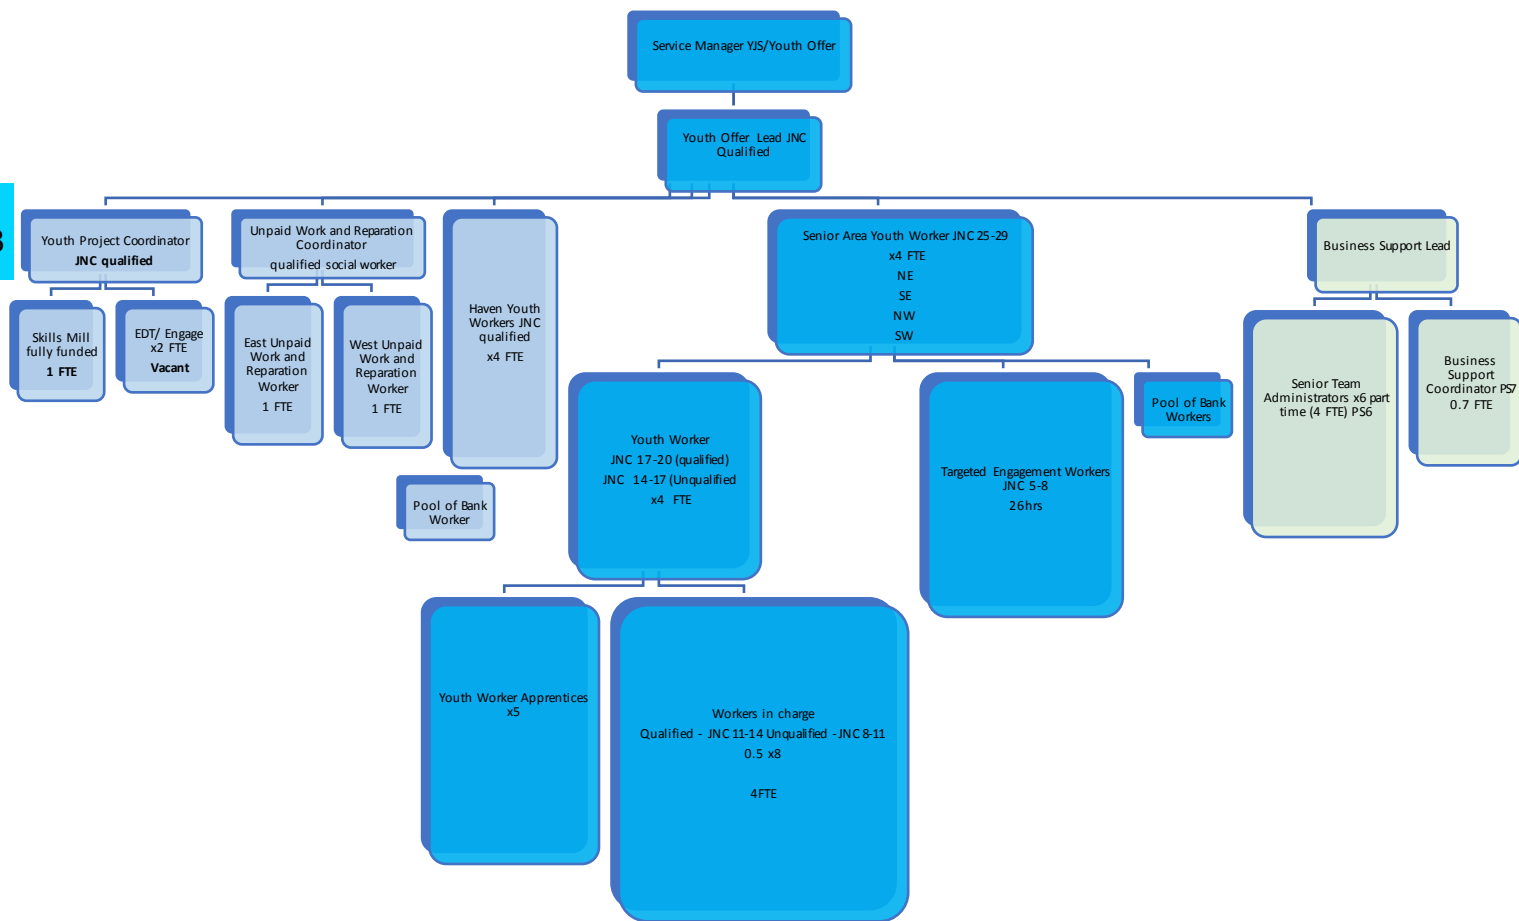 Service Manager YJS/Youth Offer
Youth Offer Lead JNC
Qualified
3
Youth Project Coordinator
JNC qualified
Unpaid Work and Reparation
Coordinator
qualified social worker
Haven Youth
Workers JNC
qualified
x4 FTE
Senior Area Youth Worker JNC 25-29
x4 FTE
NE
SE
NW
SW
Business Support Lead
Skills Mill
fully funded
1 FTE
EDT/ Engage
x2 FTE
Vacant
East Unpaid
Work and
Reparation
Worker
1 FTE
West Unpaid
Work and
Reparation
Worker
1 FTE
Pool of Bank
Worker
Youth Worker
JNC 17-20 (qualified)
JNC 14-17 (Unqualified
x4 FTE
Targeted Engagement Workers
JNC 5-8
26hrs
Pool of Bank
Workers
Senior Team
Administrators x6 part
time (4 FTE) PS6
Business
Support
Coordinator PS7
0.7 FTE
Youth Worker Apprentices
x5
Workers in charge
Qualified - JNC 11-14 Unqualified -JNC 8-11
0.5 x8
4FTE